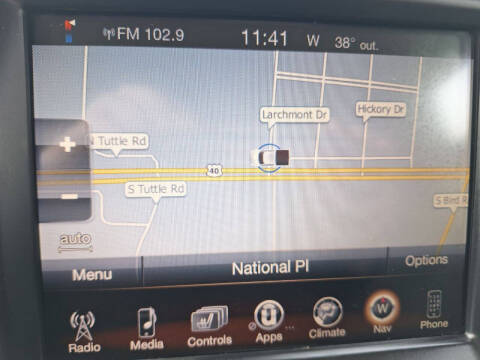 FM 102.9 11:41 W 38° out.
Larchmont Dr
Hickory Dr
+
N Tuttle Rd
40
S Tuttle Rd
–
S Bird R
auto
Menu National Pl Options
Radio Media Controls Apps Climate Nav Phone